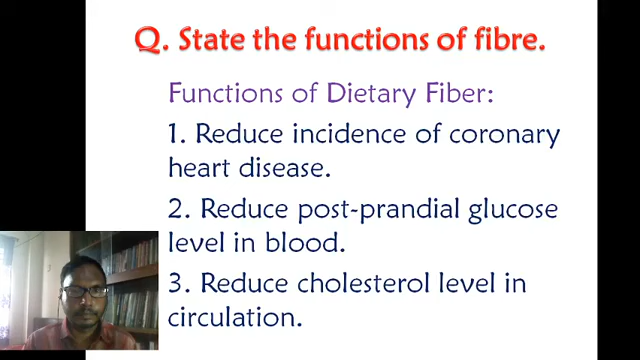 Q. State the functions of fibre.
Functions of Dietary Fiber:
1. Reduce incidence of coronary
heart disease.
2. Reduce post-prandial glucose
level in blood.
3. Reduce cholesterol level in
circulation.